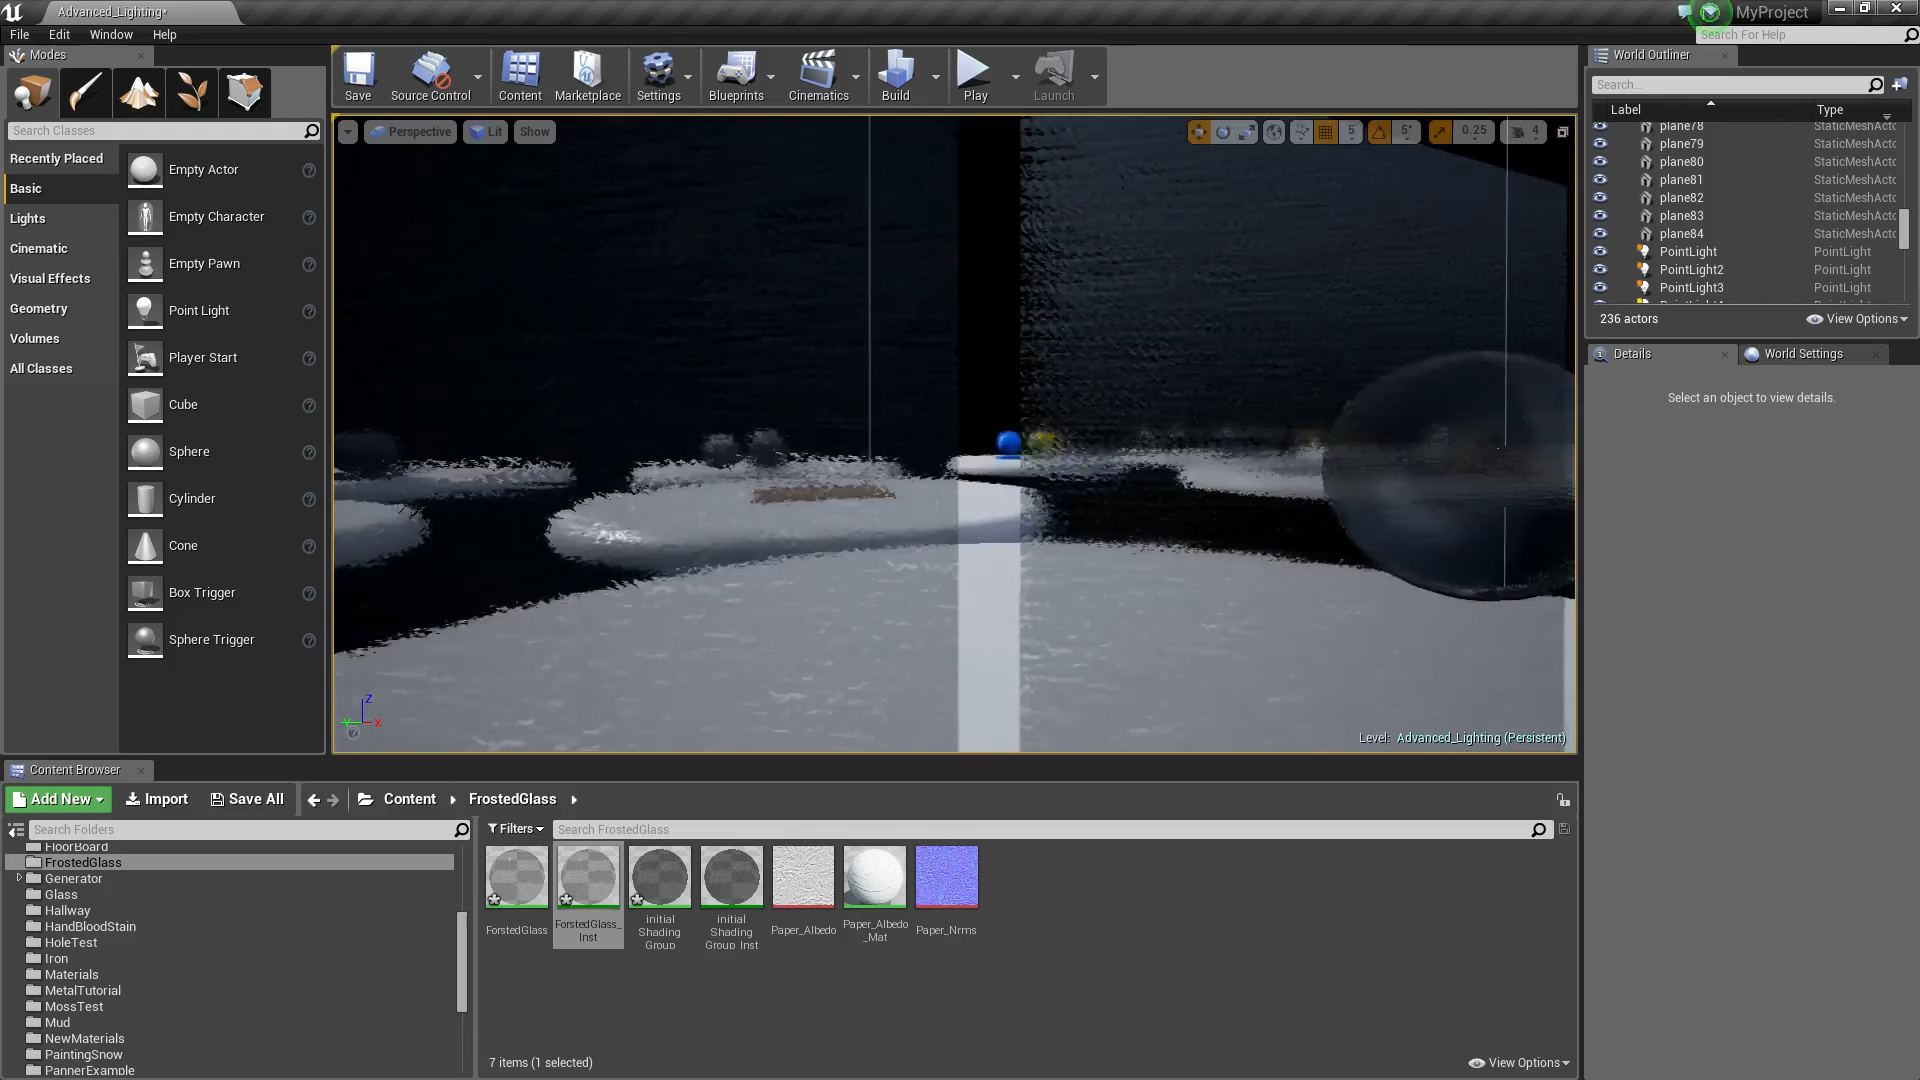 Advanced_Lighting*
MyProject
File Edit Window Help
Search For Help
Modes
Search Classes
Recently Placed
Basic
Lights
Cinematic
Visual Effects
Geometry
Volumes
All Classes
Empty Actor
Empty Character
Empty Pawn
Point Light
Player Start
Cube
Sphere
Cylinder
Cone
Box Trigger
Sphere Trigger
Save Source Control Content Marketplace Settings Blueprints Cinematics Build Play Launch
Perspective Lit Show
5 5° 0.25 4
Z
Y X
Level: Advanced_Lighting (Persistent)
World Outliner
Search...
Label Type
plane78 StaticMeshActo
plane79 StaticMeshActo
plane80 StaticMeshActo
plane81 StaticMeshActo
plane82 StaticMeshActo
plane83 StaticMeshActo
plane84 StaticMeshActo
PointLight PointLight
PointLight2 PointLight
PointLight3 PointLight
236 actors View Options
Details World Settings
Select an object to view details.
Content Browser
Add New Import Save All Content FrostedGlass
Search Folders
FloorBoard
FrostedGlass
Generator
Glass
Hallway
HandBloodStain
HoleTest
Iron
Materials
MetalTutorial
MossTest
Mud
NewMaterials
PaintingSnow
PannerExample
Filters Search FrostedGlass
ForstedGlass
ForstedGlass_
Inst
initial
Shading
Group
initial
Shading
Group_Inst
Paper_Albedo
Paper_Albedo
_Mat
Paper_Nrms
7 items (1 selected) View Options